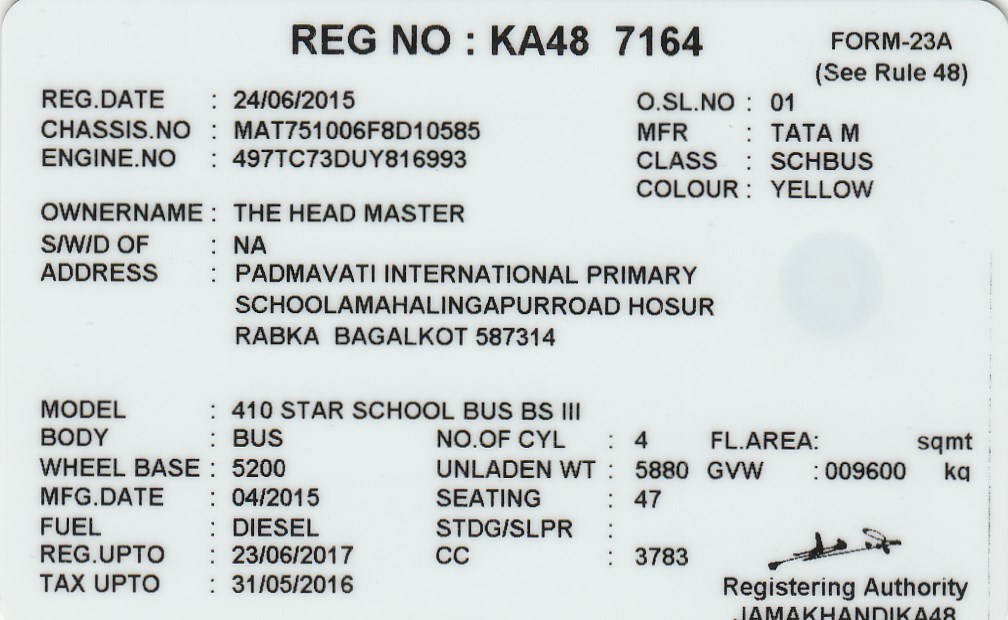 REG NO : KA48 7164
FORM-23A
(See Rule 48)
REG.DATE : 24/06/2015 O.SL.NO : 01
CHASSIS.NO : MAT751006F8D10585 MFR : TATA M
ENGINE.NO : 497TC73DUY816993 CLASS : SCHBUS
COLOUR : YELLOW
OWNERNAME : THE HEAD MASTER
S/W/D OF : NA
ADDRESS : PADMAVATI INTERNATIONAL PRIMARY
SCHOOLAMAHALINGAPURROAD HOSUR
RABKA BAGALKOT 587314
MODEL : 410 STAR SCHOOL BUS BS III
BODY : BUS NO.OF CYL : 4 FL.AREA: sqmt
WHEEL BASE : 5200 UNLADEN WT : 5880 GVW : 009600 kq
MFG.DATE : 04/2015 SEATING : 47
FUEL : DIESEL STDG/SLPR :
REG.UPTO : 23/06/2017 CC : 3783
TAX UPTO : 31/05/2016
Registering Authority
JAMAKHANDIKA48